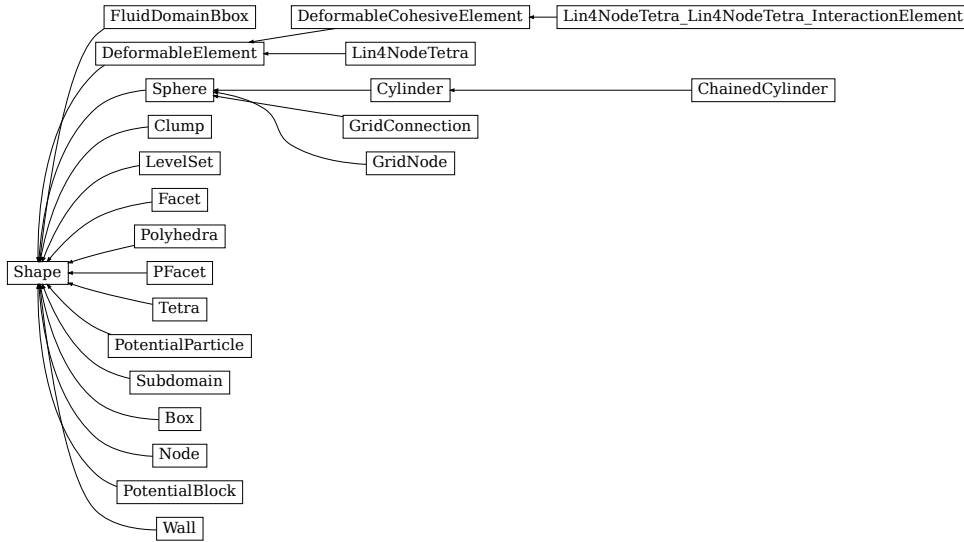 FluidDomainBbox
DeformableCohesiveElement
Lin4NodeTetra_Lin4NodeTetra_InteractionElement
DeformableElement
Lin4NodeTetra
Sphere
Cylinder
ChainedCylinder
Clump
GridConnection
LevelSet
GridNode
Facet
Polyhedra
Shape
PFacet
Tetra
PotentialParticle
Subdomain
Box
Node
PotentialBlock
Wall